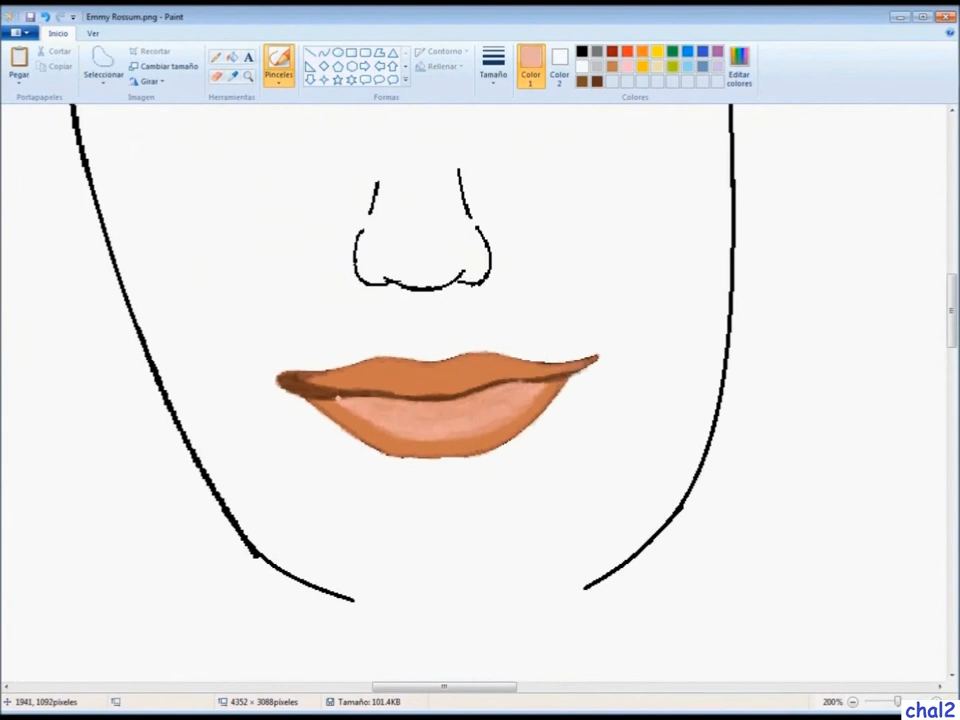 Emmy Rossum.png - Paint
Inicio
Ver
Pegar
Cortar
Copiar
Portapapeles
Seleccionar
Recortar
Cambiar tamaño
Girar
Imagen
A
Herramientas
Pinceles
Contorno
Rellenar
Formas
Tamaño
Color 1
Color 2
Editar colores
Colores
1941, 1092píxeles
4352 × 3088píxeles
Tamaño: 101.4KB
200%
chal2